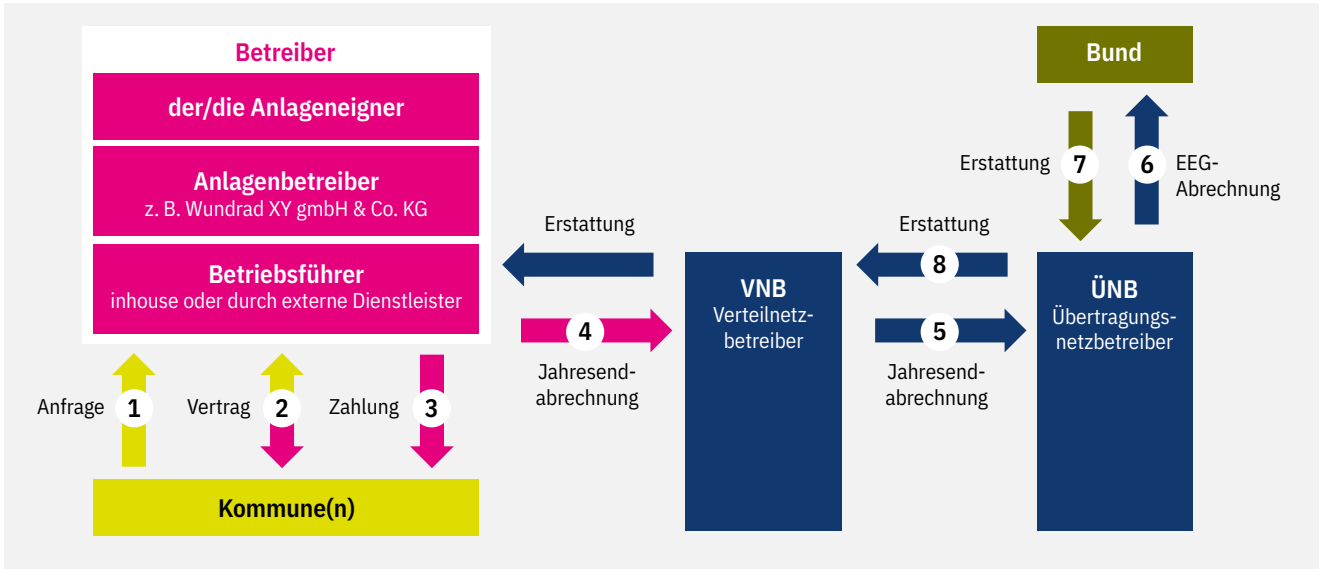 Betreiber
der/die Anlageneigner
Anlagenbetreiber
z. B. Wundrad XY gmbH & Co. KG
Betriebsführer
inhouse oder durch externe Dienstleister
Anfrage
1
Vertrag
2
Zahlung
3
Kommune(n)
Erstattung
4
Jahresend-
abrechnung
VNB
Verteilnetz-
betreiber
Erstattung
8
5
Jahresend-
abrechnung
Bund
Erstattung
7
6
EEG-
Abrechnung
ÜNB
Übertragungs-
netzbetreiber